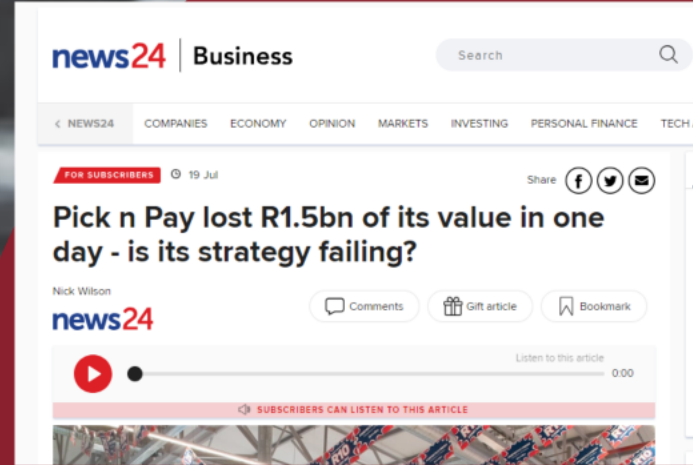 news24 | Business
Search
< NEWS24 COMPANIES ECONOMY OPINION MARKETS INVESTING PERSONAL FINANCE TECH
FOR SUBSCRIBERS 19 Jul
Share
Pick n Pay lost R1.5bn of its value in one
day - is its strategy failing?
Nick Wilson
news24
Comments Gift article Bookmark
Listen to this article
0:00
SUBSCRIBERS CAN LISTEN TO THIS ARTICLE
R10